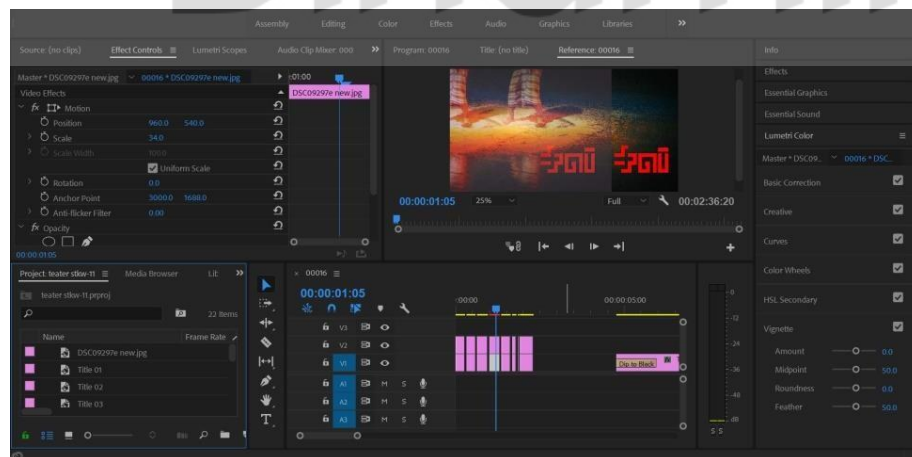 Assembly Editing Color Effects Audio Graphics Libraries
Source: (no clips) Effect Controls Lumetri Scopes Audio Clip Mixer: 000
Master * DSC09297e new.jpg 00016 * DSC09297e new.jpg
:01:00
DSC09297e new.jpg
Video Effects
fx Motion
Position 960.0 540.0
Scale 34.0
Scale Width 100.0
Uniform Scale
Rotation 0.0
Anchor Point 3000.0 1688.0
Anti-flicker Filter 0.00
fx Opacity
00:00:01:05
Program: 00016 Title: (no title) Reference: 00016
00:00:01:05 25% Full 00:02:36:20
Info
Effects
Essential Graphics
Essential Sound
Lumetri Color
Master * DSC09... 00016 * DSC...
Basic Correction
Creative
Curves
Color Wheels
HSL Secondary
Vignette
Amount 0.0
Midpoint 50.0
Roundness 0.0
Feather 50.0
Project: teater stkw-11 Media Browser Lib
teater stkw-11.prproj
22 Items
Name Frame Rate
DSC09297e new.jpg
Title 01
Title 02
Title 03
00016
00:00:01:05
:00:00 00:00:05:00
V3
V2
V1
Dip to Black
A1 M S
A2 M S
A3 M S
0
-12
-24
-36
-48
dB
S S